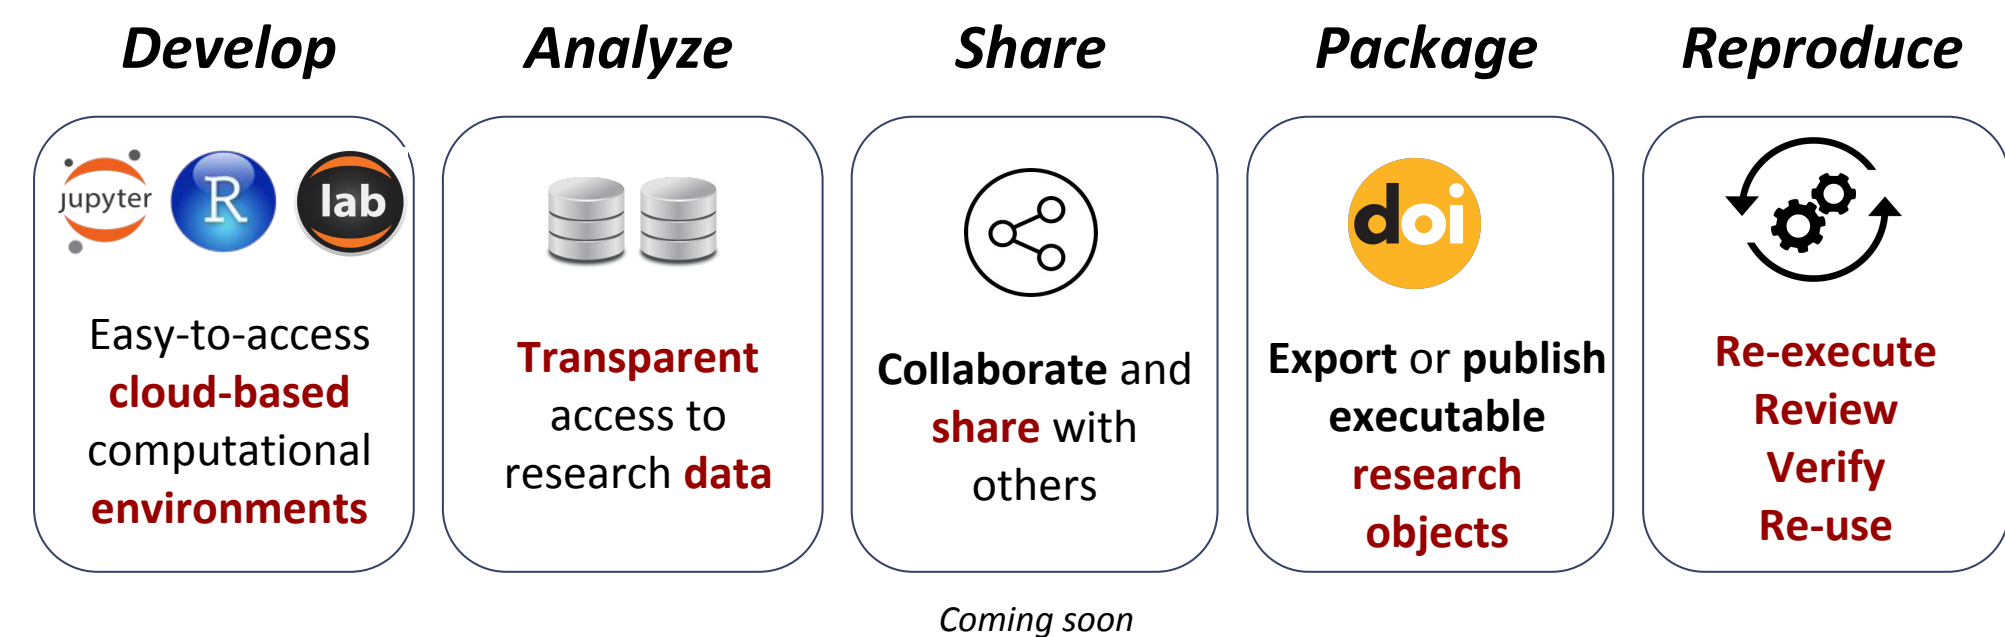 Develop
Analyze
Share
Package
Reproduce
jupyter
R
lab
Easy-to-access
cloud-based
computational
environments
Transparent
access to
research data
Collaborate and
share with
others
doi
Export or publish
executable
research
objects
Re-execute
Review
Verify
Re-use
Coming soon